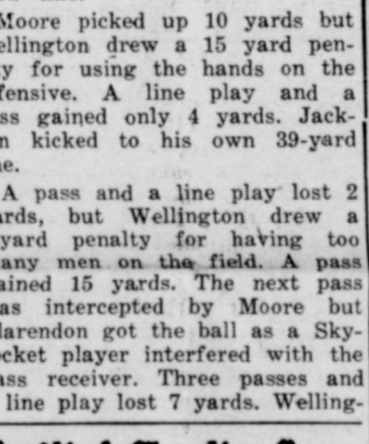 Moore picked up 10 yards but
ellington drew a 15 yard pen-
y for using the hands on the
fensive. A line play and a
ss gained only 4 yards. Jack-
n kicked to his own 39-yard
e.
A pass and a line play lost 2
ards, but Wellington drew a
yard penalty for having too
any men on the field. A pass
ained 15 yards. The next pass
as intercepted by Moore but
larendon got the ball as a Sky-
cket player interfered with the
ass receiver. Three passes and
line play lost 7 yards. Welling-